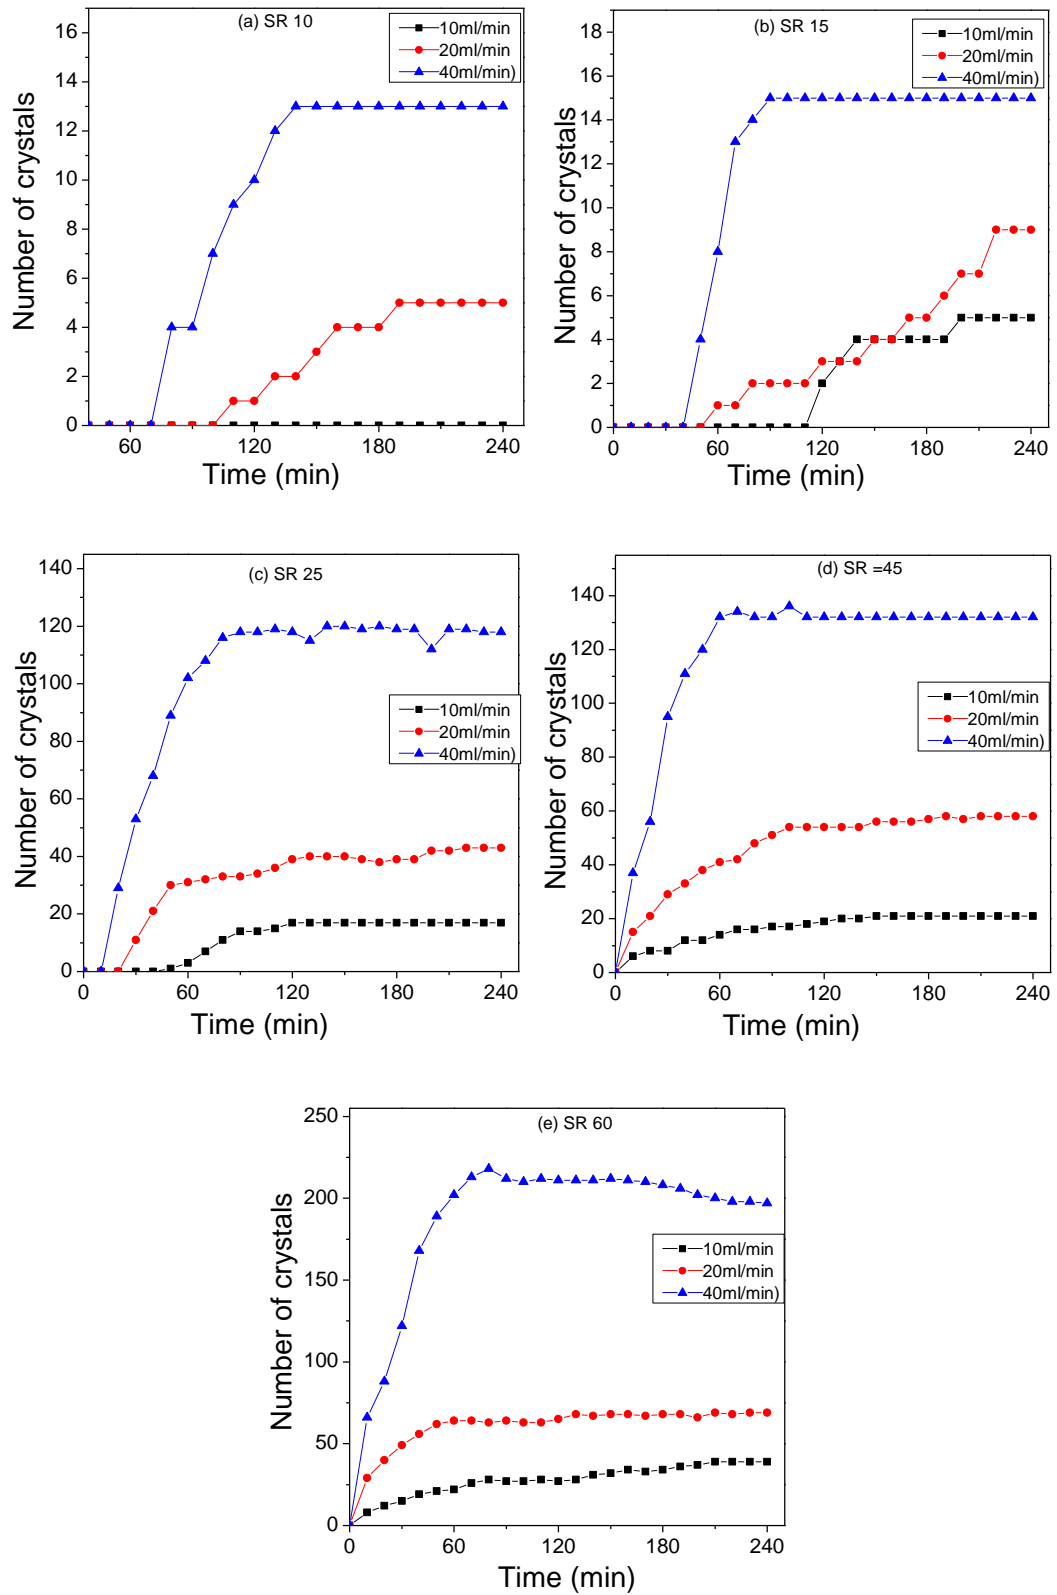 (a) SR 10
10ml/min
20ml/min
40ml/min)
16
14
12
10
8
6
4
2
0
Number of crystals
60
120
180
240
Time (min)
(b) SR 15
10ml/min
20ml/min
40ml/min)
18
16
14
12
10
8
6
4
2
0
Number of crystals
0
60
120
180
240
Time (min)
(c) SR 25
10ml/min
20ml/min
40ml/min)
140
120
100
80
60
40
20
0
Number of crystals
0
60
120
180
240
Time (min)
(d) SR =45
10ml/min
20ml/min
40ml/min)
140
120
100
80
60
40
20
0
Number of crystals
0
60
120
180
240
Time (min)
(e) SR 60
10ml/min
20ml/min
40ml/min)
250
200
150
100
50
0
Number of crystals
0
60
120
180
240
Time (min)